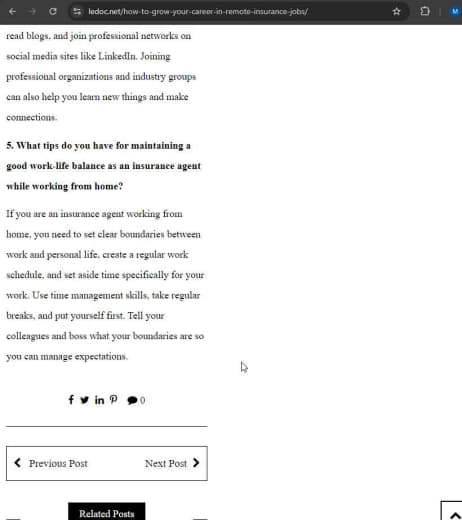 ledoc.net/how-to-grow-your-career-in-remote-insurance-jobs/
M
read blogs, and join professional networks on
social media sites like LinkedIn. Joining
professional organizations and industry groups
can also help you learn new things and make
connections.
5. What tips do you have for maintaining a
good work-life balance as an insurance agent
while working from home?
If you are an insurance agent working from
home, you need to set clear boundaries between
work and personal life, create a regular work
schedule, and set aside time specifically for your
work. Use time management skills, take regular
breaks, and put yourself first. Tell your
colleagues and boss what your boundaries are so
you can manage expectations.
0
Previous Post Next Post
Related Posts